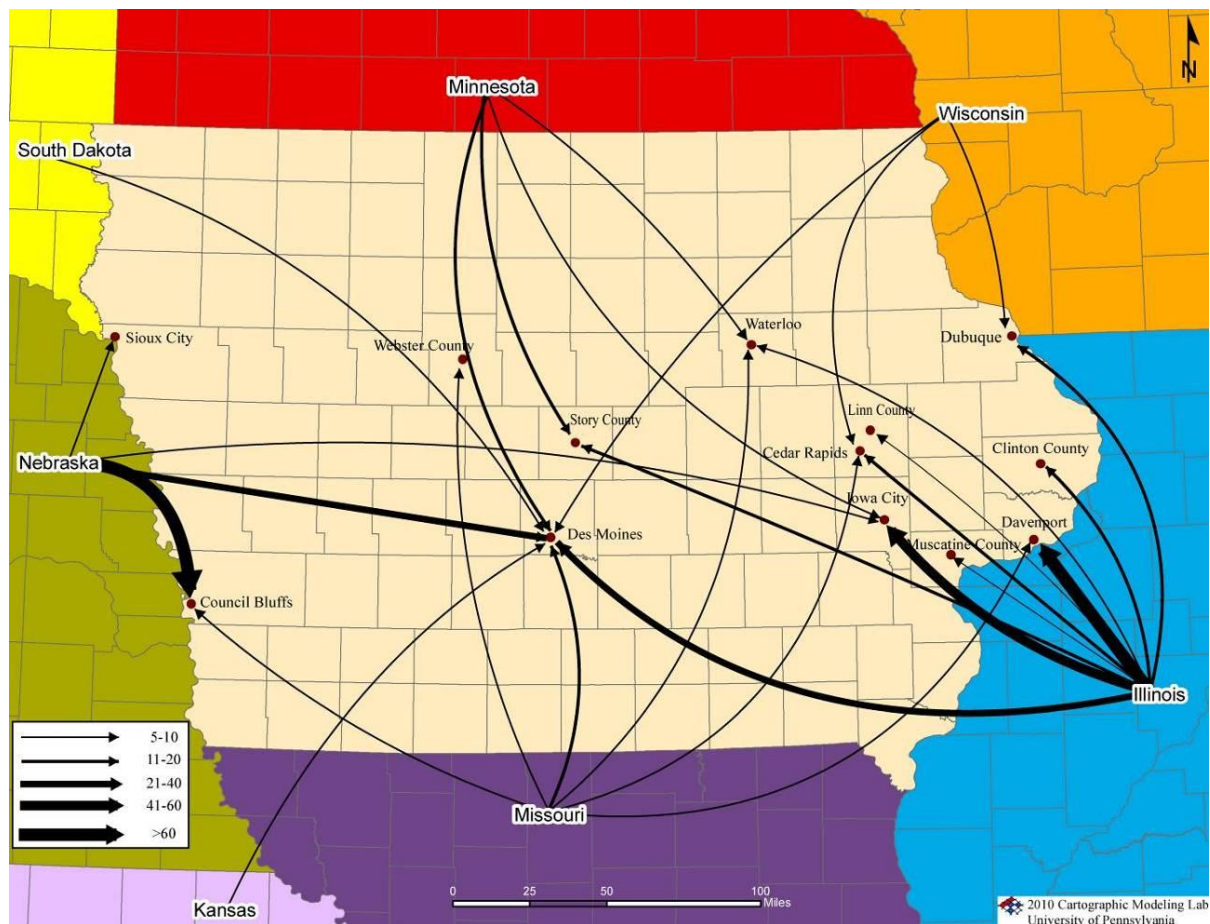 Minnesota
Wisconsin
N
South Dakota
Sioux City
Webster County
Waterloo
Dubuque
Story County
Linn County
Nebraska
Cedar Rapids
Clinton County
Iowa City
Davenport
Des Moines
Muscatine County
Council Bluffs
Illinois
5-10
11-20
21-40
41-60
>60
Missouri
Kansas
0 25 50 100
Miles
2010 Cartographic Modeling Lab
University of Pennsylvania